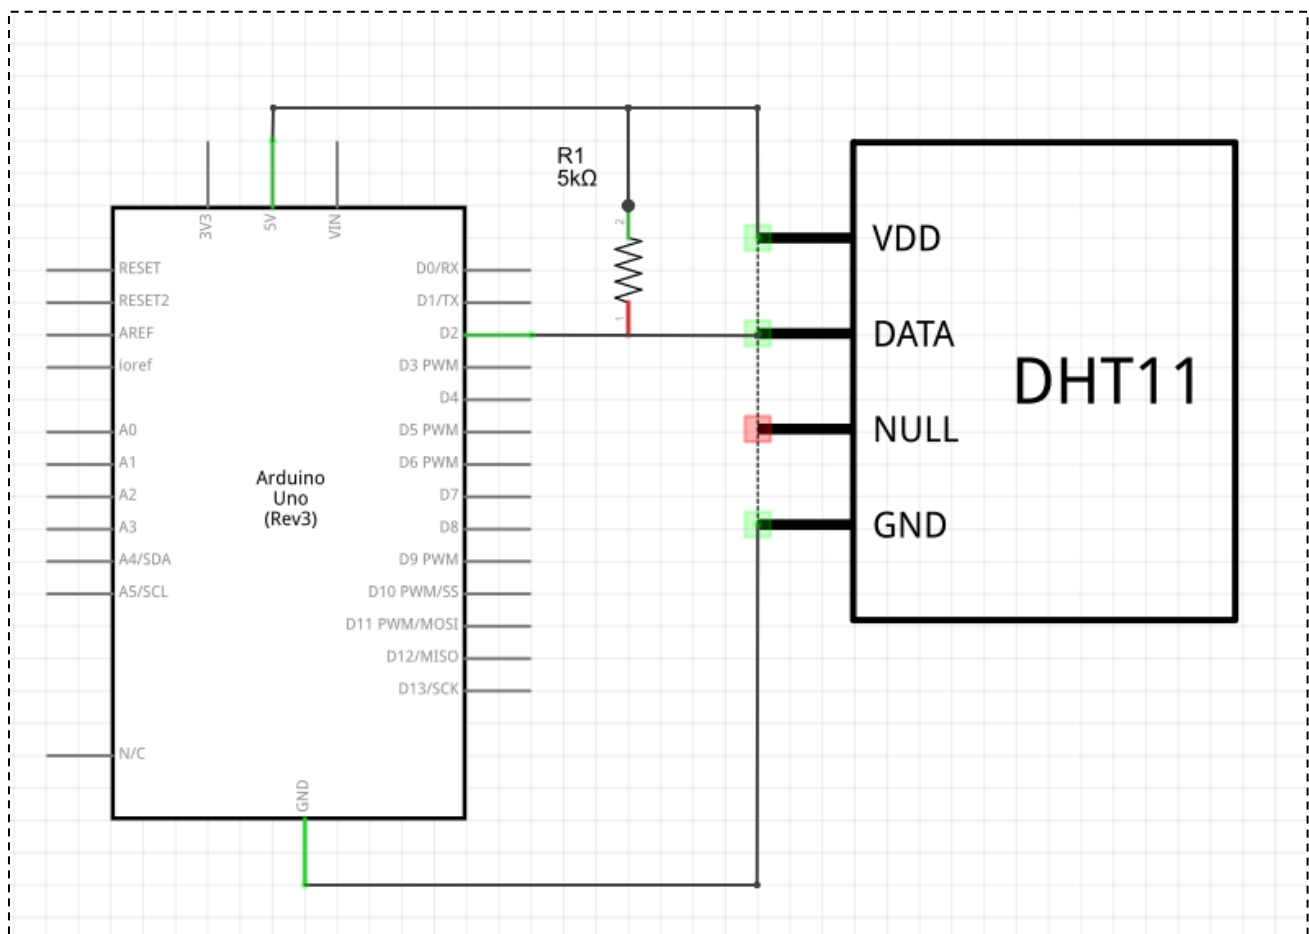 R1
5kΩ
2
1
3V3
5V
VIN
RESET
RESET2
AREF
ioref
A0
A1
A2
A3
A4/SDA
A5/SCL
N/C
Arduino
Uno
(Rev3)
D0/RX
D1/TX
D2
D3 PWM
D4
D5 PWM
D6 PWM
D7
D8
D9 PWM
D10 PWM/SS
D11 PWM/MOSI
D12/MISO
D13/SCK
GND
VDD
DATA
NULL
GND
DHT11